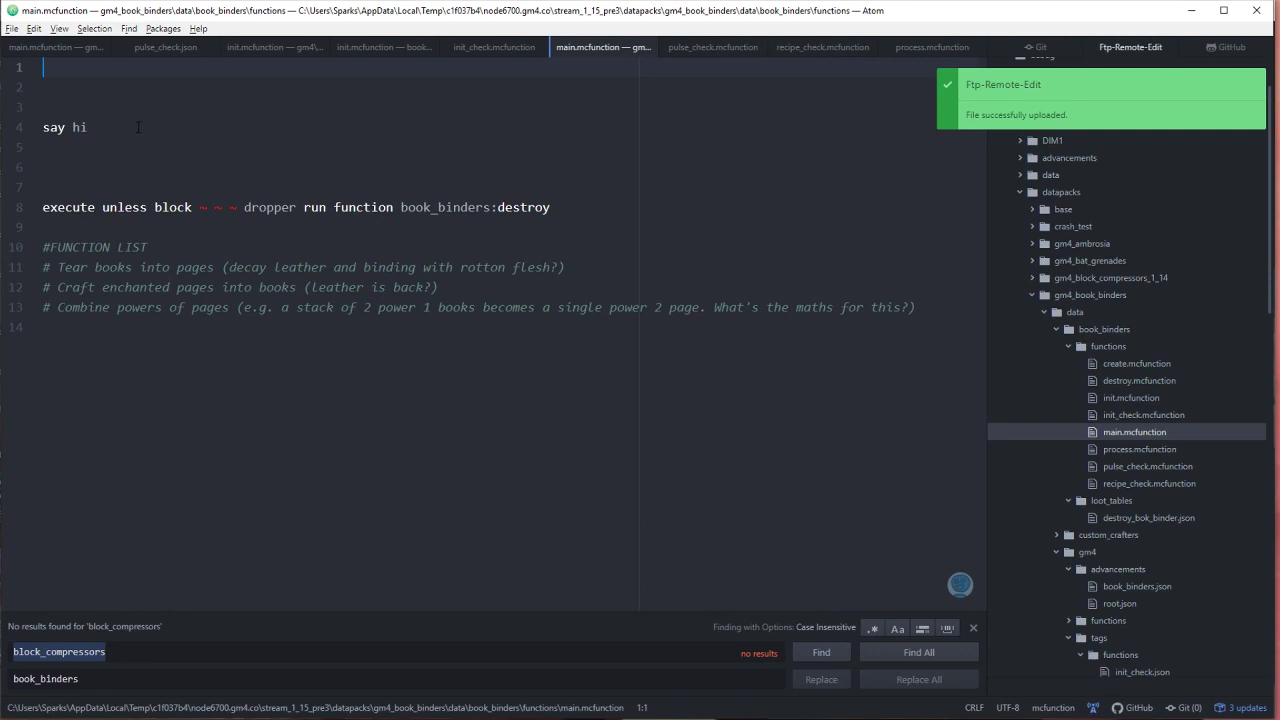 main.mcfunction — gm4_book_binders\data\book_binders\functions — C:\Users\Sparks\AppData\Local\Temp\c1f037b4\node6700.gm4.co\stream_1_15_pre3\datapacks\gm4_book_binders\data\book_binders\functions — Atom
File Edit View Selection Find Packages Help
main.mcfunction — gm... pulse_check.json init.mcfunction — gm4\... init.mcfunction — book... init_check.mcfunction main.mcfunction — gm... pulse_check.mcfunction recipe_check.mcfunction process.mcfunction Git Ftp-Remote-Edit GitHub
1
2
3
4 say hi
5
6
7
8 execute unless block ~ ~ ~ dropper run function book_binders:destroy
9
10 #FUNCTION LIST
11 # Tear books into pages (decay leather and binding with rotton flesh?)
12 # Craft enchanted pages into books (leather is back?)
13 # Combine powers of pages (e.g. a stack of 2 power 1 books becomes a single power 2 page. What's the maths for this?)
14
Ftp-Remote-Edit
File successfully uploaded.
DIM1
advancements
data
datapacks
base
crash_test
gm4_ambrosia
gm4_bat_grenades
gm4_block_compressors_1_14
gm4_book_binders
data
book_binders
functions
create.mcfunction
destroy.mcfunction
init.mcfunction
init_check.mcfunction
main.mcfunction
process.mcfunction
pulse_check.mcfunction
recipe_check.mcfunction
loot_tables
destroy_bok_binder.json
custom_crafters
gm4
advancements
book_binders.json
root.json
functions
tags
functions
init_check.json
No results found for 'block_compressors' Finding with Options: Case Insensitive .* Aa
block_compressors no results Find Find All
book_binders Replace Replace All
C:\Users\Sparks\AppData\Local\Temp\c1f037b4\node6700.gm4.co\stream_1_15_pre3\datapacks\gm4_book_binders\data\book_binders\functions\main.mcfunction 1:1 CRLF UTF-8 mcfunction GitHub Git (0) 3 updates